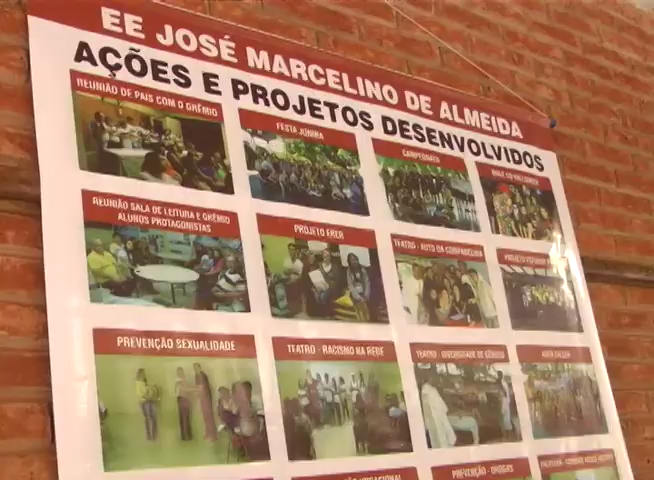 EE JOSÉ MARCELINO DE ALMEIDA
AÇÕES E PROJETOS DESENVOLVIDOS
REUNIÃO DE PAIS COM O GRÊMIO
FESTA JUNINA
CAMPEONATO
REUNIÃO SALA DE LEITURA E GRÊMIO
ALUNOS PROTAGONISTAS
PROJETO
TEATRO - AUTO DA COMPADECIDA
PROJETO
PREVENÇÃO SEXUALIDADE
TEATRO - RACISMO NA REDE
TEATRO - DIVERSIDADE DE GÊNERO
PREVENÇÃO - DROGAS